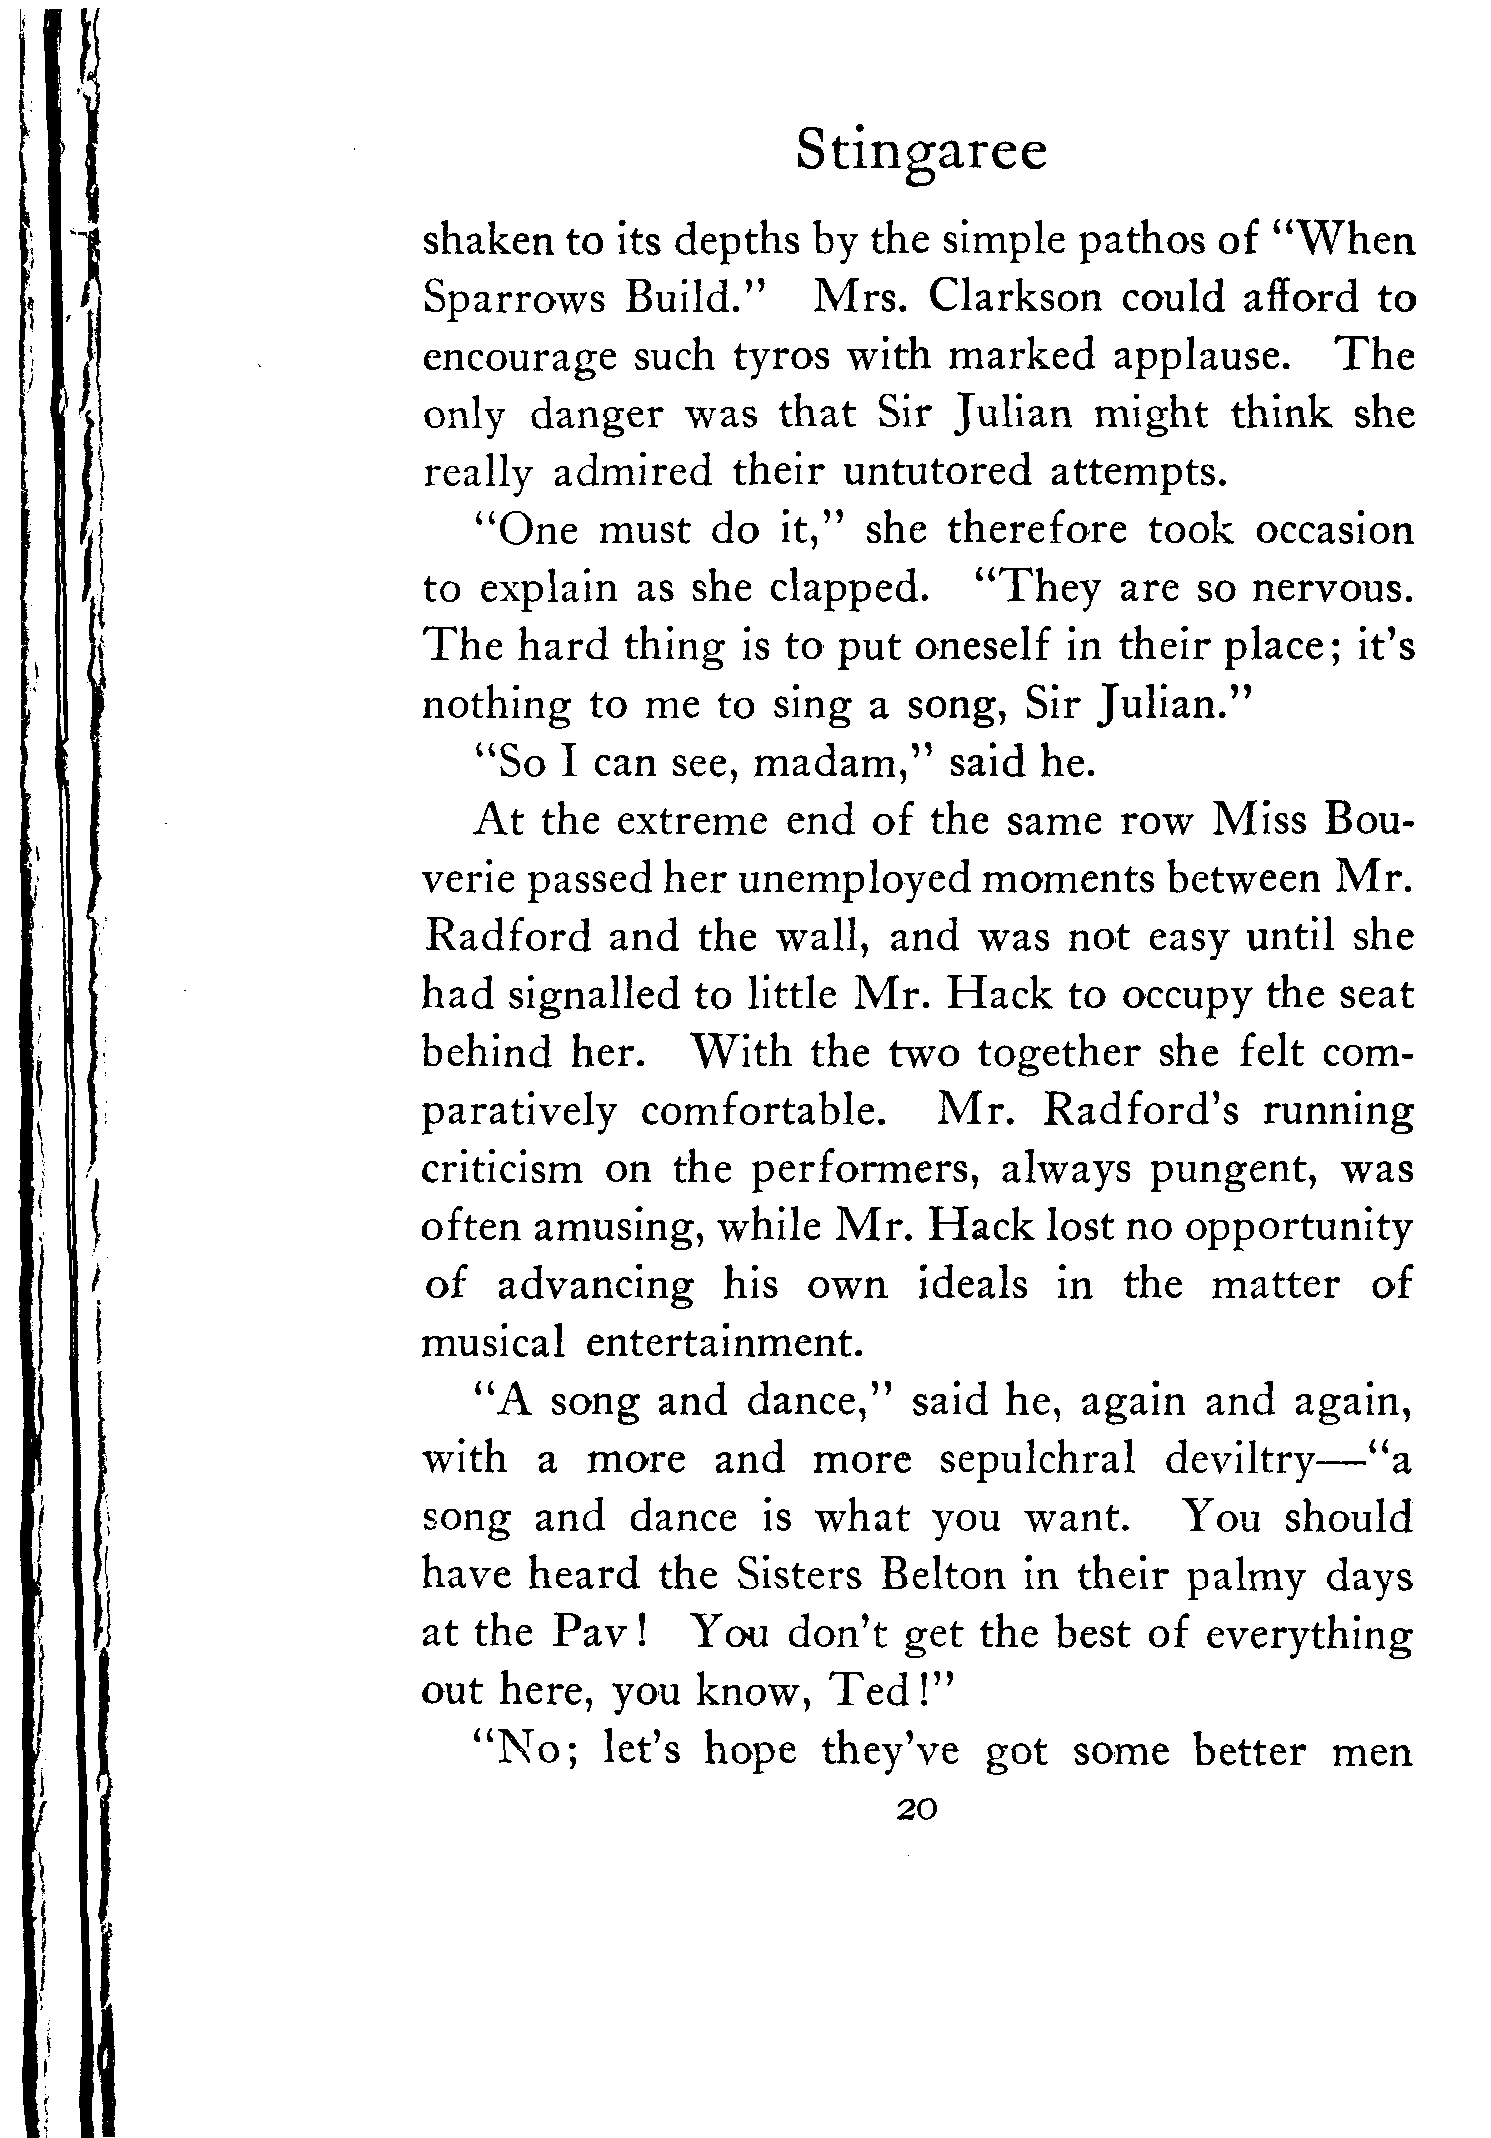 Stingaree
shaken to its depths by the simple pathos of “When
Sparrows Build.” Mrs. Clarkson could afford to
encourage such tyros with marked applause. The
only danger was that Sir Julian might think she
really admired their untutored attempts.
“One must do it,” she therefore took occasion
to explain as she clapped. “They are so nervous.
The hard thing is to put oneself in their place; it’s
nothing to me to sing a song, Sir Julian.”
“So I can see, madam,” said he.
At the extreme end of the same row Miss Bou-
verie passed her unemployed moments between Mr.
Radford and the wall, and was not easy until she
had signalled to little Mr. Hack to occupy the seat
behind her. With the two together she felt com-
paratively comfortable. Mr. Radford’s running
criticism on the performers, always pungent, was
often amusing, while Mr. Hack lost no opportunity
of advancing his own ideals in the matter of
musical entertainment.
“A song and dance,” said he, again and again,
with a more and more sepulchral deviltry—“a
song and dance is what you want. You should
have heard the Sisters Belton in their palmy days
at the Pav! You don’t get the best of everything
out here, you know, Ted!”
“No; let’s hope they’ve got some better men
20